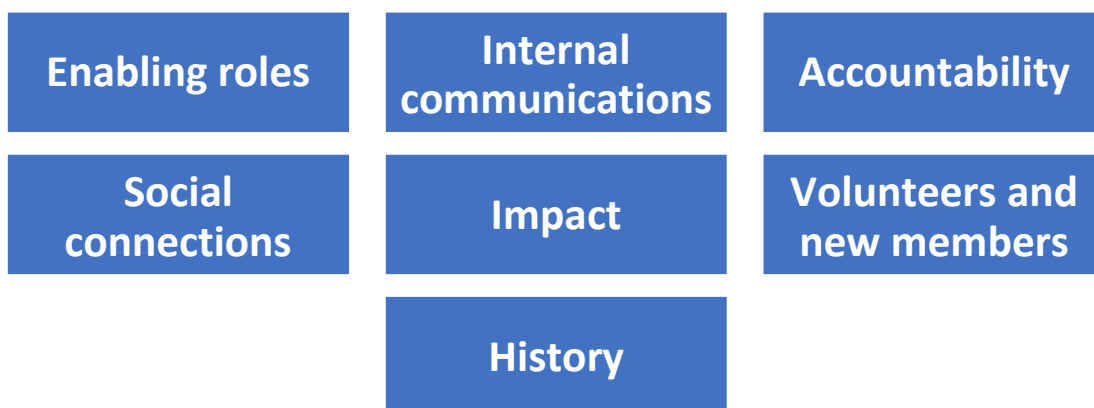 Enabling roles
Internal
communications
Accountability
Social
connections
Impact
Volunteers and
new members
History